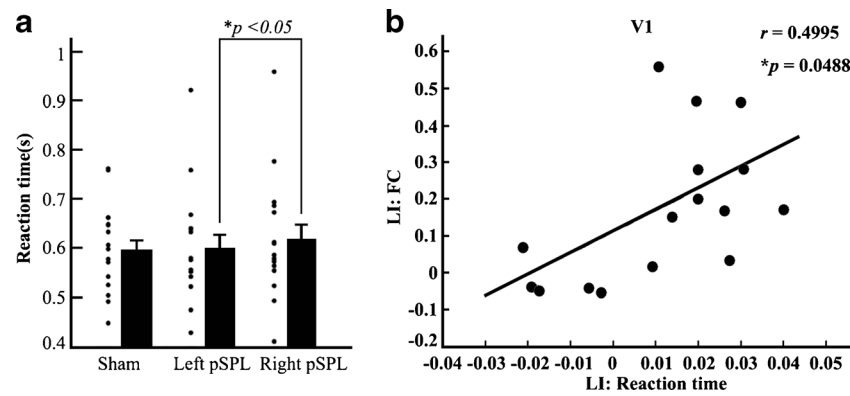 a
*p <0.05
Reaction time(s)
1
0.9
0.8
0.7
0.6
0.5
0.4
Sham Left pSPL Right pSPL
b
V1
r = 0.4995
*p = 0.0488
LI: FC
0.6
0.5
0.4
0.3
0.2
0.1
0
-0.1
-0.2
-0.04 -0.03 -0.02 -0.01 0 0.01 0.02 0.03 0.04 0.05
LI: Reaction time